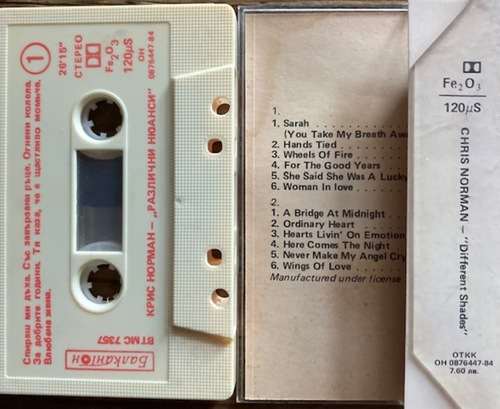 1
26'15"
СТЕРЕО
Fe₂O₃
120µS
ОН
0876447-84
КРИС НОРМАН – „РАЗЛИЧНИ НЮАНСИ"
Спираш ми дъха. Със завързани ръце. Огнени колела.
За добрите години. Тя каза, че е щастливо момиче.
Влюбена жена.
Балкантон
ВТМС 7357
1.
1. Sarah
(You Take My Breath Aw
2. Hands Tied
3. Wheels Of Fire
4. For The Good Years
5. She Said She Was A Lucky
6. Woman In love
2.
1. A Bridge At Midnight
2. Ordinary Heart
3. Hearts Livin' On Emotion
4. Here Comes The Night
5. Never Make My Angel Cry
6. Wings Of Love
Manufactured under license
Fe₂O₃
120µS
CHRIS NORMAN – "Different Shades"
ОТКК
ОН 0876447-84
7.60 лв.